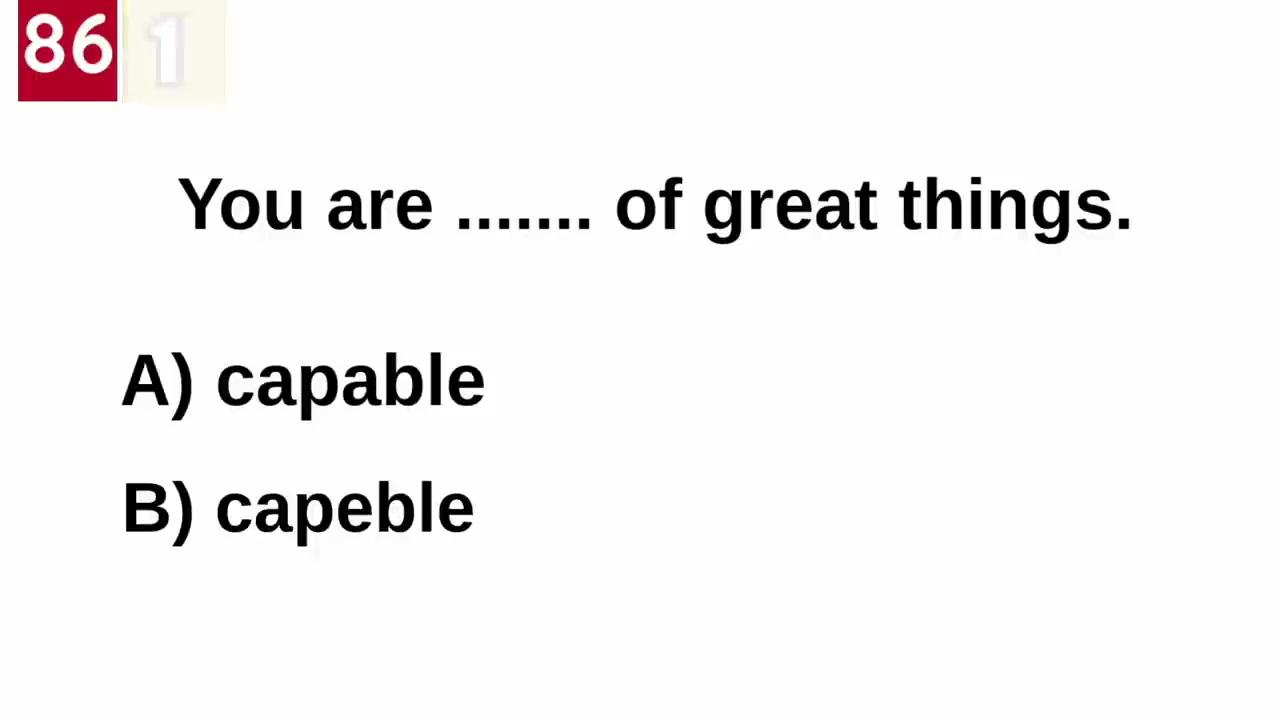 86 1
You are ....... of great things.
A) capable
B) capeble